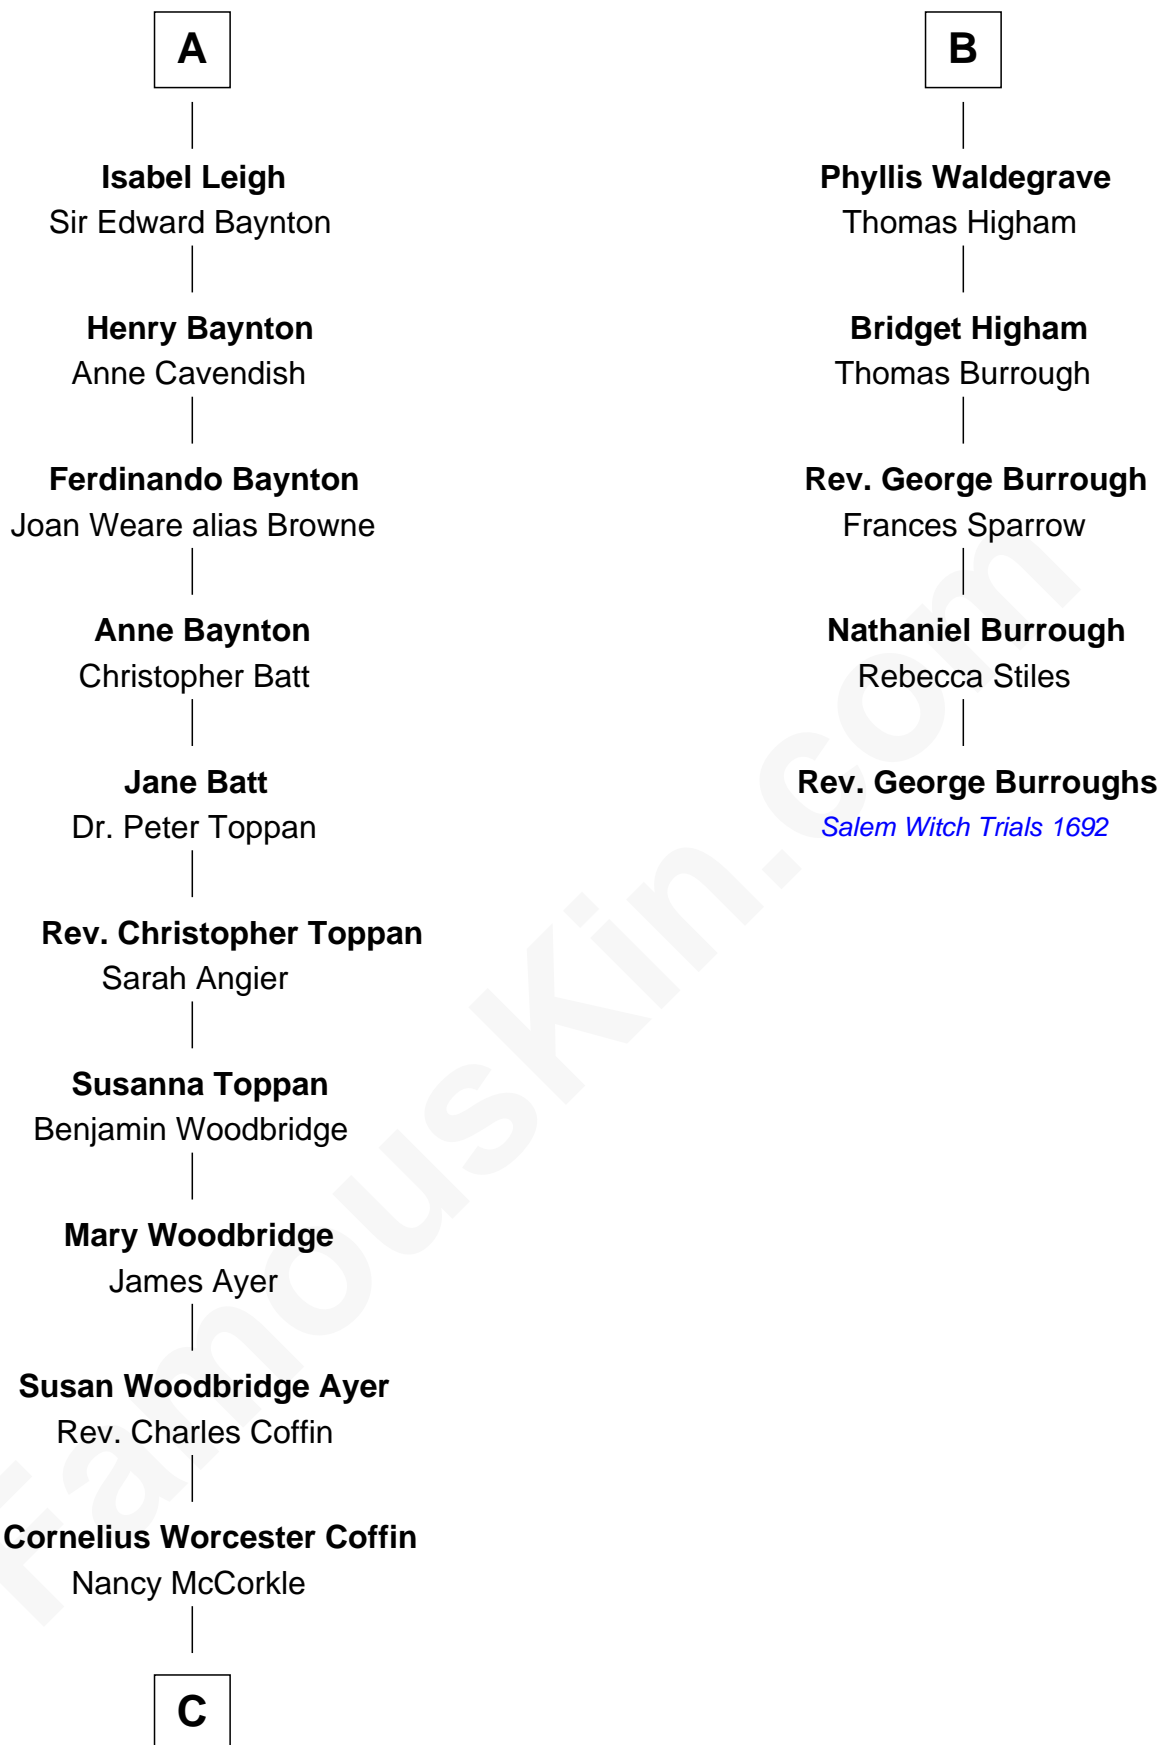 A
Isabel Leigh
Sir Edward Baynton
Henry Baynton
Anne Cavendish
Ferdinando Baynton
Joan Weare alias Browne
Anne Baynton
Christopher Batt
Jane Batt
Dr. Peter Toppan
Rev. Christopher Toppan
Sarah Angier
Susanna Toppan
Benjamin Woodbridge
Mary Woodbridge
James Ayer
Susan Woodbridge Ayer
Rev. Charles Coffin
Cornelius Worcester Coffin
Nancy McCorkle
C
B
Phyllis Waldegrave
Thomas Higham
Bridget Higham
Thomas Burrough
Rev. George Burrough
Frances Sparrow
Nathaniel Burrough
Rebecca Stiles
Rev. George Burroughs
Salem Witch Trials 1692
FamousKin.com